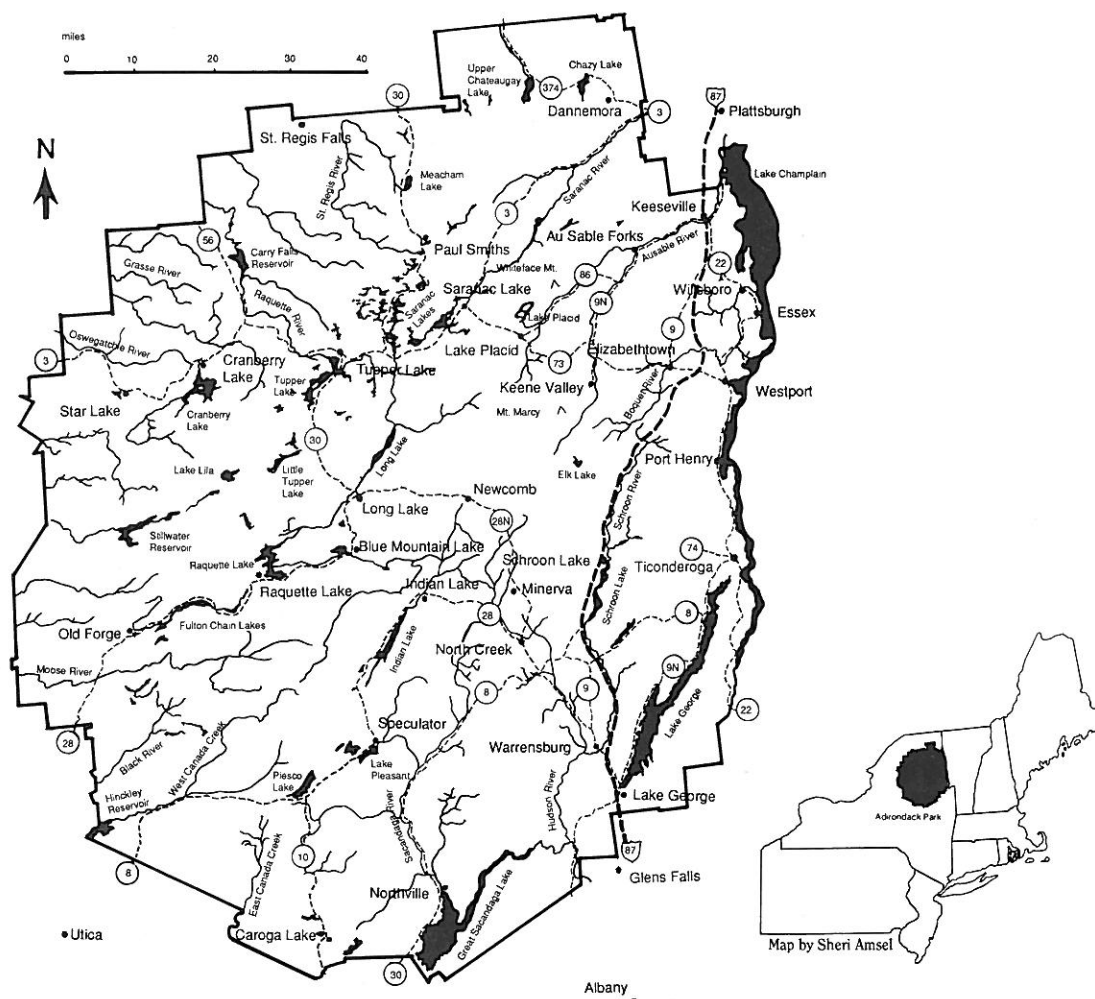 miles
0 10 20 30 40
N
Upper
Chateaugay
Lake
Chazy Lake
374
Dannemora
3
87
Plattsburgh
30
St. Regis Falls
St. Regis River
Meacham
Lake
Saranac River
Lake Champlain
3
Keeseville
56
Paul Smiths
Au Sable Forks
Ausable River
Carry Falls
Reservoir
Grasse River
Whiteface Mt.
86
22
Willsboro
Raquette
River
Saranac Lake
Saranac
Lakes
Lake Placid
9N
Essex
Oswegatchie River
3
Lake Placid
9
Elizabethtown
Cranberry
Lake
Tupper Lake
73
Tupper
Lake
Keene Valley
Westport
Star Lake
Cranberry
Lake
Mt. Marcy
Boquet River
30
Long Lake
Port Henry
Lake Lila
Little
Tupper
Lake
Elk Lake
Newcomb
Long Lake
28N
Schroon River
Stillwater
Reservoir
Blue Mountain Lake
Schroon Lake
74
Ticonderoga
Raquette Lake
Raquette Lake
Indian Lake
Minerva
Schroon Lake
Old Forge
Fulton Chain Lakes
28
8
Indian Lake
North Creek
Moose River
9N
8
9
Lake George
22
28
Speculator
Warrensburg
Black River
West Canada Creek
Piesco
Lake
Lake
Pleasant
Hinckley
Reservoir
Hudson River
Lake George
Sacandaga River
8
10
East Canada Creek
87
Glens Falls
Northville
Great Sacandaga Lake
Utica
Caroga Lake
30
Albany
Adirondack Park
Map by Sheri Amsel